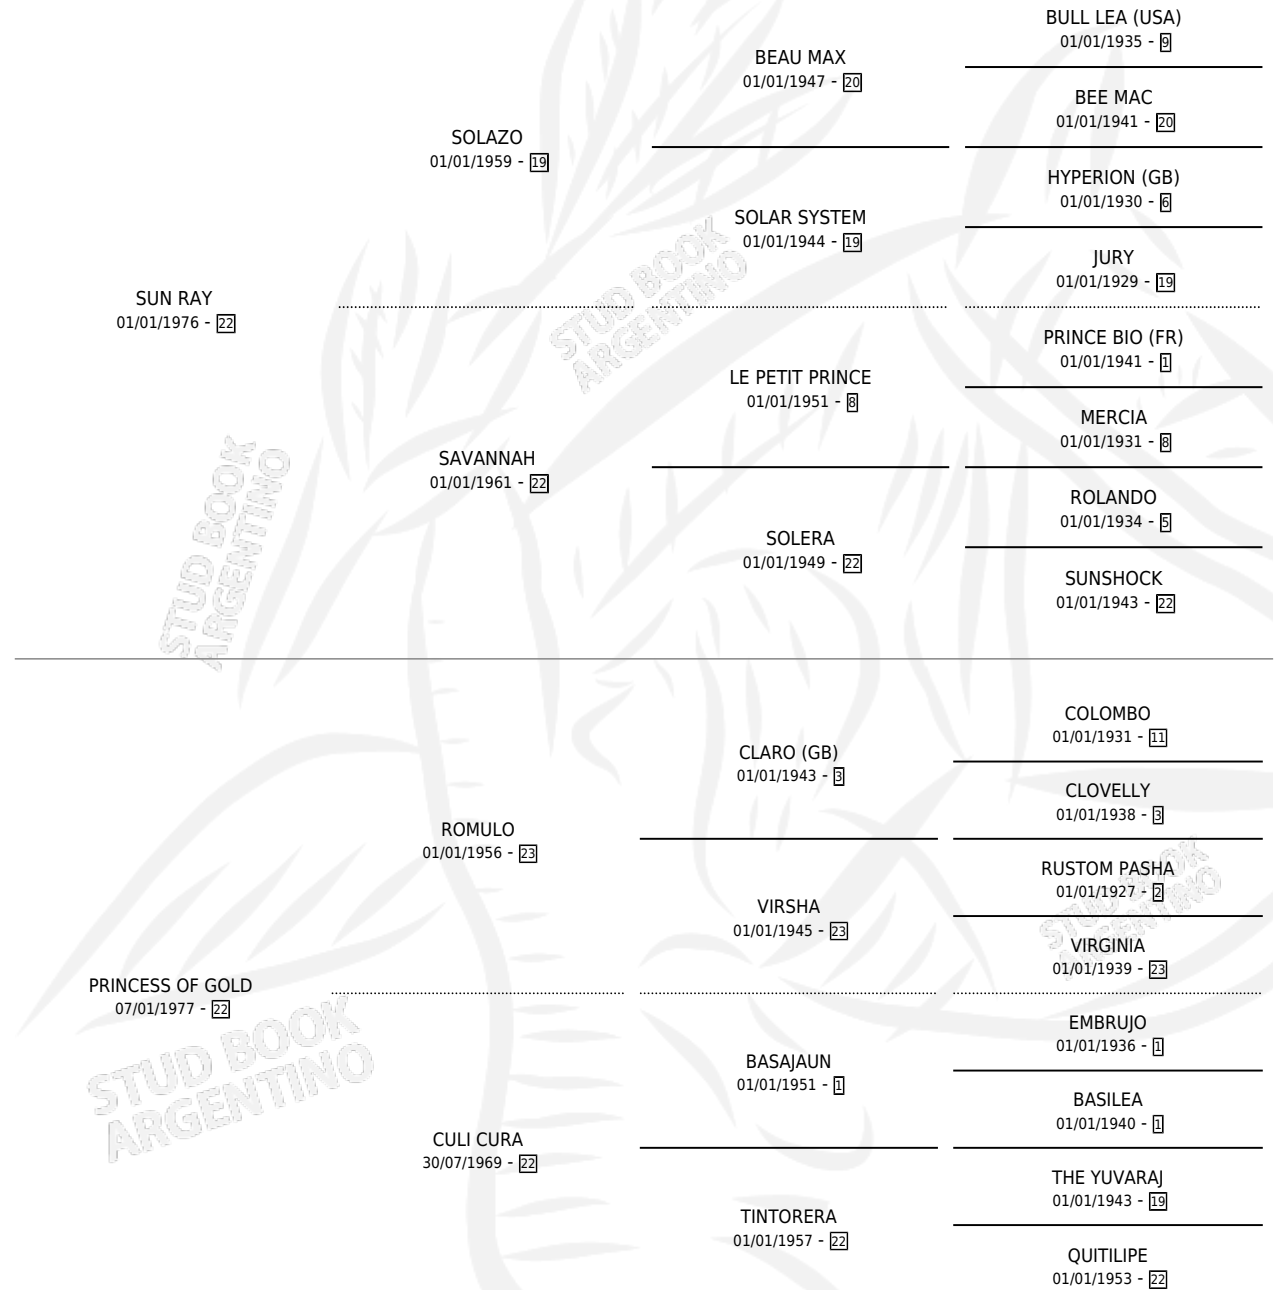 BULL LEA (USA)
01/01/1935 - 9
BEAU MAX
01/01/1947 - 20
BEE MAC
01/01/1941 - 20
SOLAZO
01/01/1959 - 19
HYPERION (GB)
01/01/1930 - 6
SOLAR SYSTEM
01/01/1944 - 19
JURY
01/01/1929 - 19
SUN RAY
01/01/1976 - 22
STUD BOOK
ARGENTINO
PRINCE BIO (FR)
01/01/1941 - 1
LE PETIT PRINCE
01/01/1951 - 8
MERCIA
01/01/1931 - 8
SAVANNAH
01/01/1961 - 22
ROLANDO
01/01/1934 - 5
SOLERA
01/01/1949 - 22
SUNSHOCK
01/01/1943 - 22
STUD BOOK
ARGENTINO
COLOMBO
01/01/1931 - 11
CLARO (GB)
01/01/1943 - 3
CLOVELLY
01/01/1938 - 3
ROMULO
01/01/1956 - 23
RUSTOM PASHA
01/01/1927 - 2
VIRSHA
01/01/1945 - 23
STUD BOOK
ARGENTINO
VIRGINIA
01/01/1939 - 23
PRINCESS OF GOLD
07/01/1977 - 22
STUD BOOK
ARGENTINO
EMBRUJO
01/01/1936 - 1
BASAJAUN
01/01/1951 - 1
BASILEA
01/01/1940 - 1
CULI CURA
30/07/1969 - 22
THE YUVARAJ
01/01/1943 - 19
TINTORERA
01/01/1957 - 22
QUITILIPE
01/01/1953 - 22